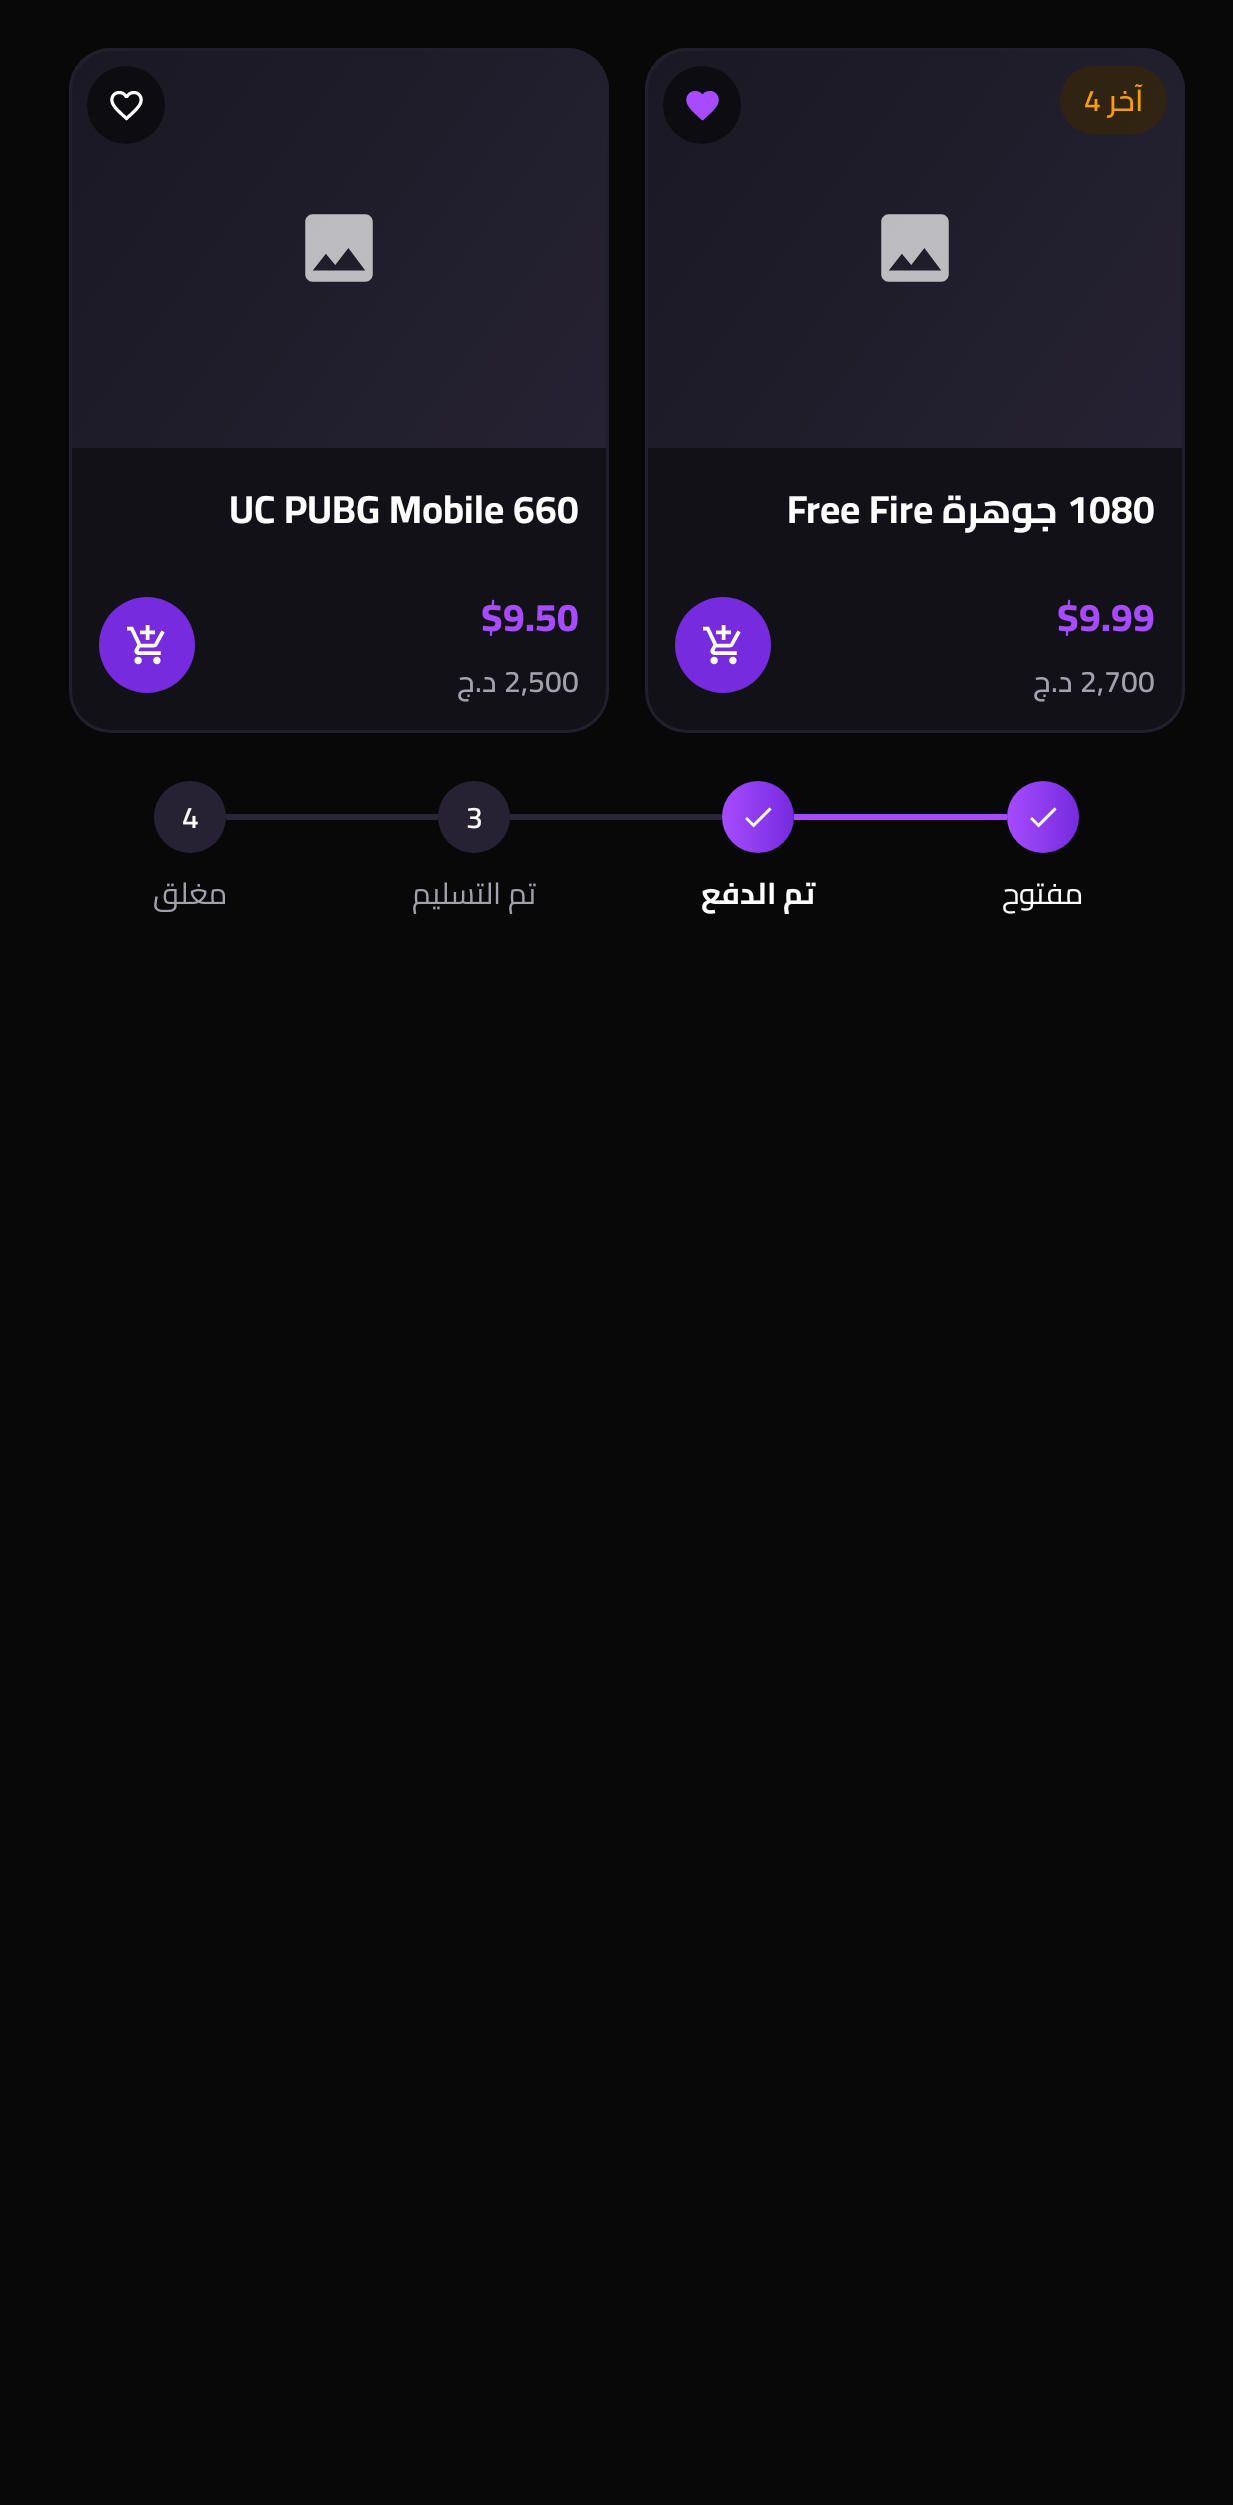 آخر 4
1080 جوهرة Free Fire
$9.99
2,700 د.ج
660 UC PUBG Mobile
$9.50
2,500 د.ج
مفتوح
تم الدفع
3
تم التسليم
4
مغلق